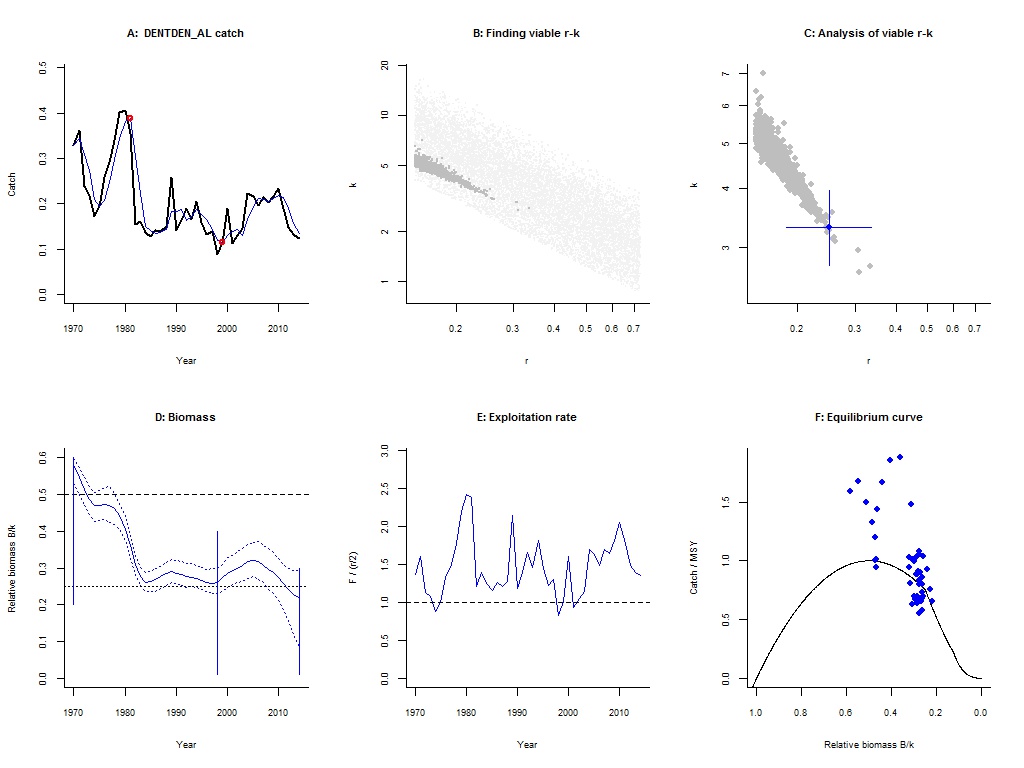 A: DENTDEN_AL catch
Catch
0.0 0.1 0.2 0.3 0.4 0.5
1970 1980 1990 2000 2010
Year
B: Finding viable r-k
k
1 2 5 10 20
0.2 0.3 0.4 0.5 0.6 0.7
r
C: Analysis of viable r-k
k
3 4 5 6 7
0.2 0.3 0.4 0.5 0.6 0.7
r
D: Biomass
Relative biomass B/k
0.0 0.1 0.2 0.3 0.4 0.5 0.6
1970 1980 1990 2000 2010
Year
E: Exploitation rate
F / (r/2)
0.0 0.5 1.0 1.5 2.0 2.5 3.0
1970 1980 1990 2000 2010
Year
F: Equilibrium curve
Catch / MSY
0.0 0.5 1.0 1.5
1.0 0.8 0.6 0.4 0.2 0.0
Relative biomass B/k